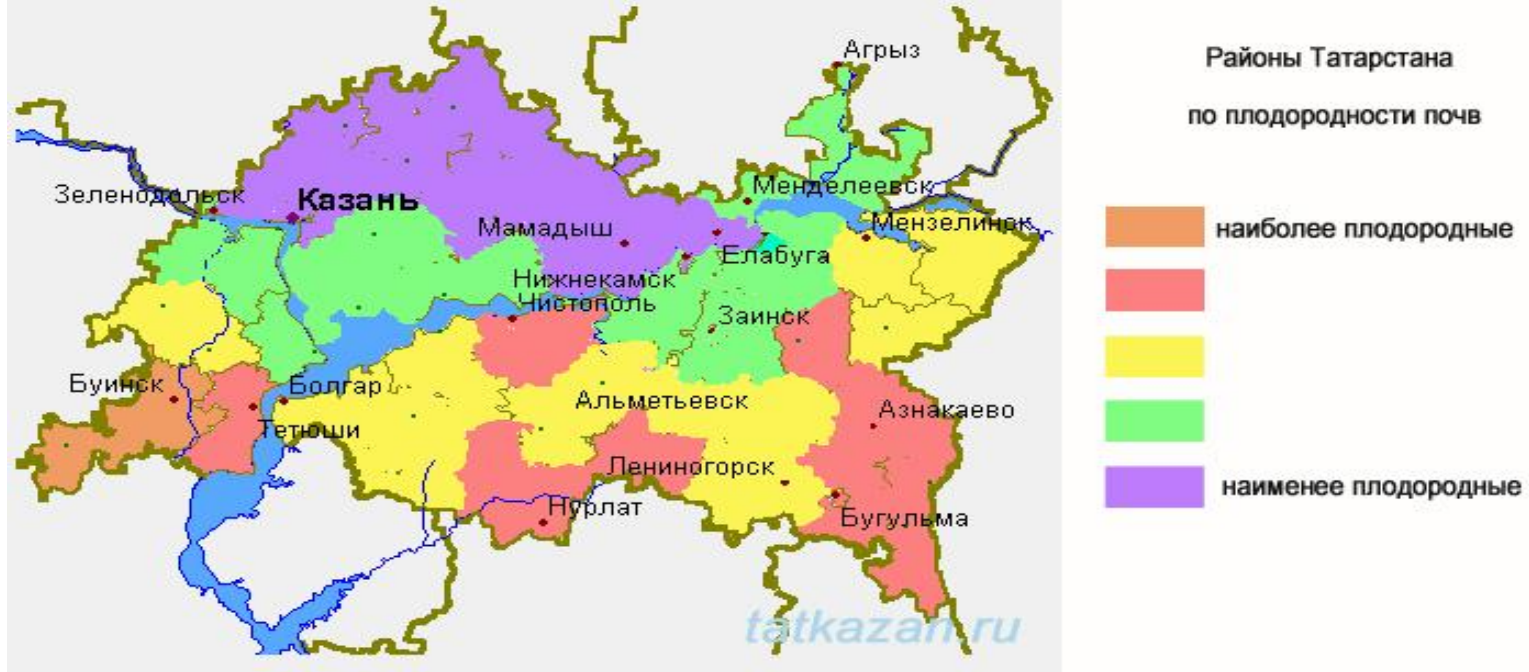 Агрыз
Менделеевск
Зеленодольск
Казань
Мамадыш
Мензелинск
Елабуга
Нижнекамск
Чистополь
Заинск
Буинск
Болгар
Альметьевск
Азнакаево
Тетюши
Лениногорск
Нурлат
Бугульма
tatkazan.ru
Районы Татарстана
по плодородности почв
наиболее плодородные
наименее плодородные